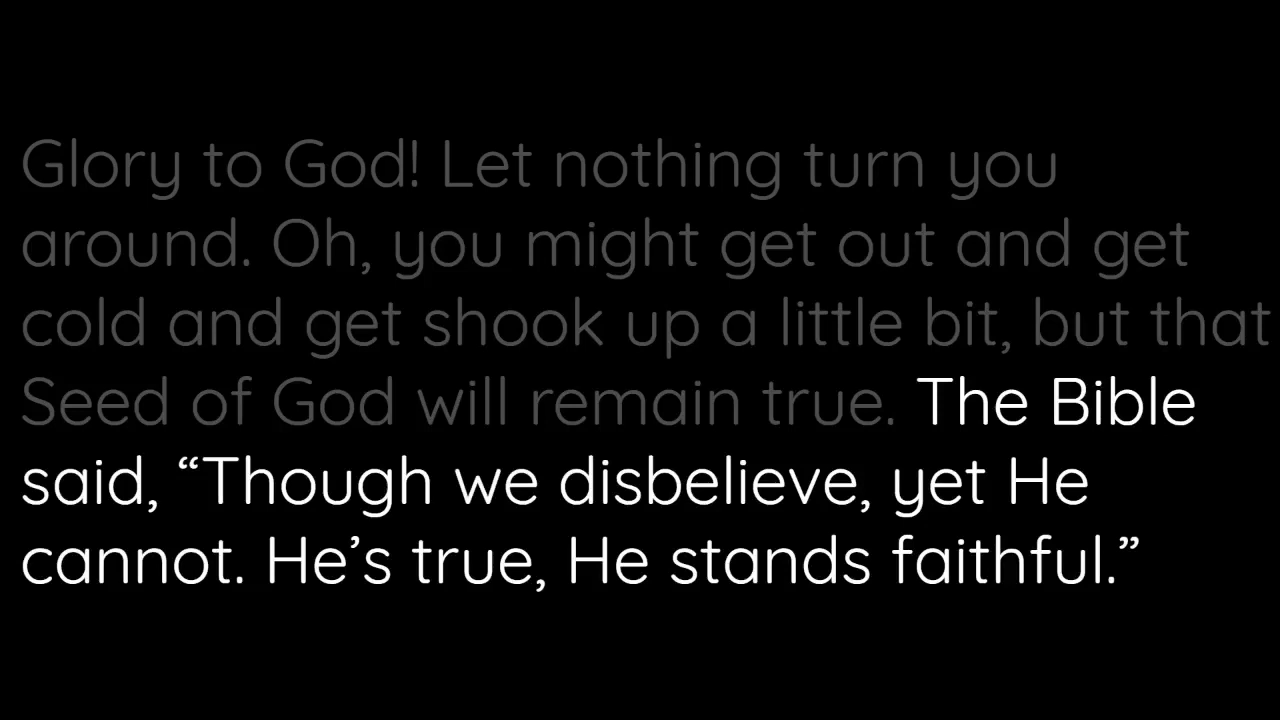 Glory to God! Let nothing turn you
around. Oh, you might get out and get
cold and get shook up a little bit, but that
Seed of God will remain true. The Bible
said, “Though we disbelieve, yet He
cannot. He’s true, He stands faithful.”